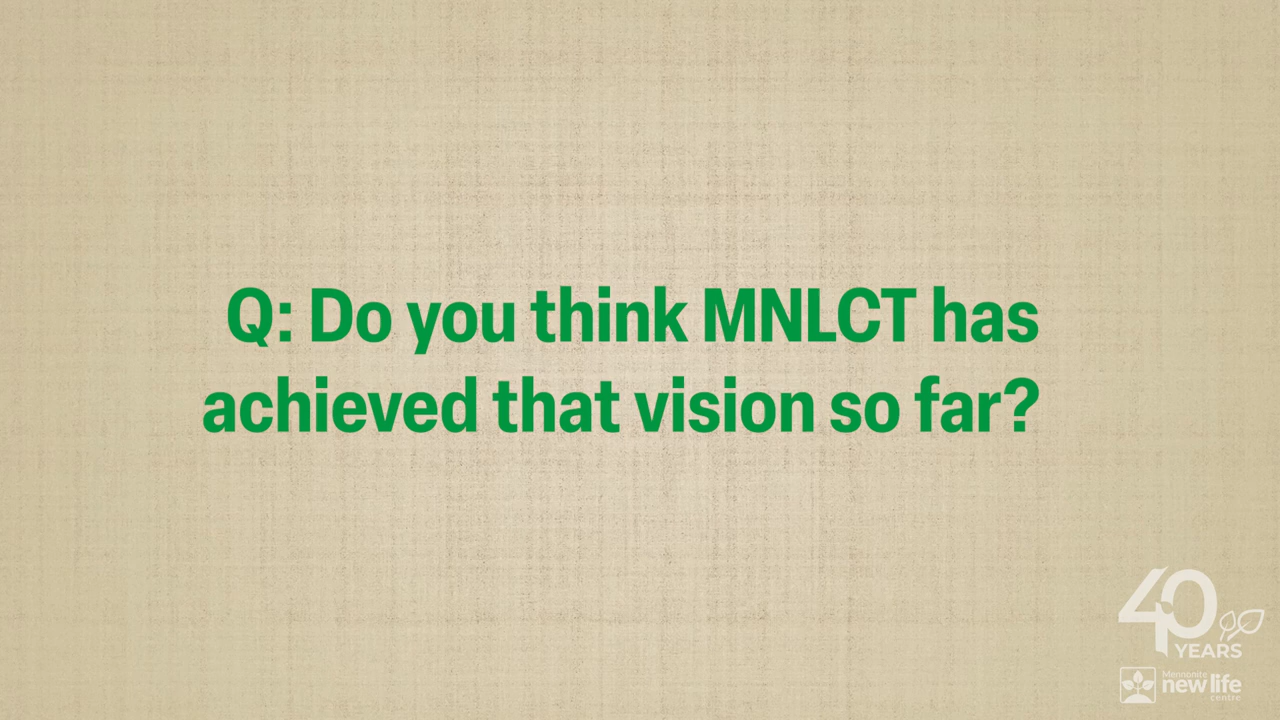 Q: Do you think MNLCT has
achieved that vision so far?
40
YEARS
Mennonite
new life
centre